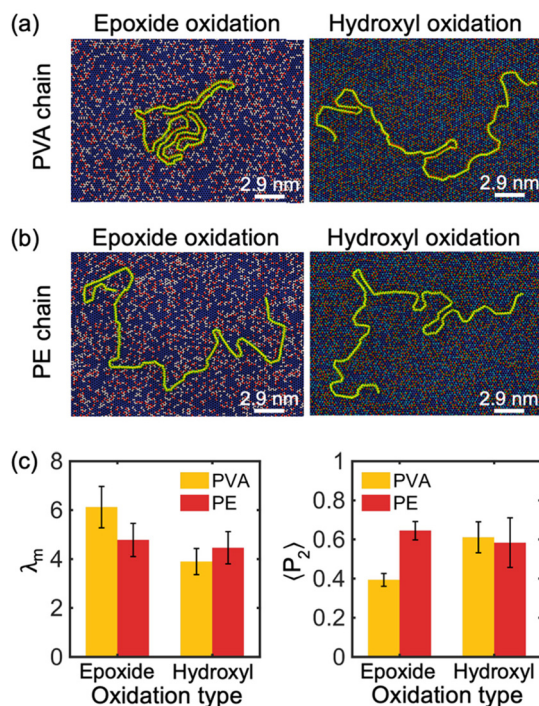 (a) Epoxide oxidation Hydroxyl oxidation
PVA chain
2.9 nm 2.9 nm
(b) Epoxide oxidation Hydroxyl oxidation
PE chain
2.9 nm 2.9 nm
(c)
8
6
4
2
0
λm
PVA
PE
Epoxide Hydroxyl
Oxidation type
1
0.8
0.6
0.4
0.2
0
⟨P2⟩
PVA
PE
Epoxide Hydroxyl
Oxidation type